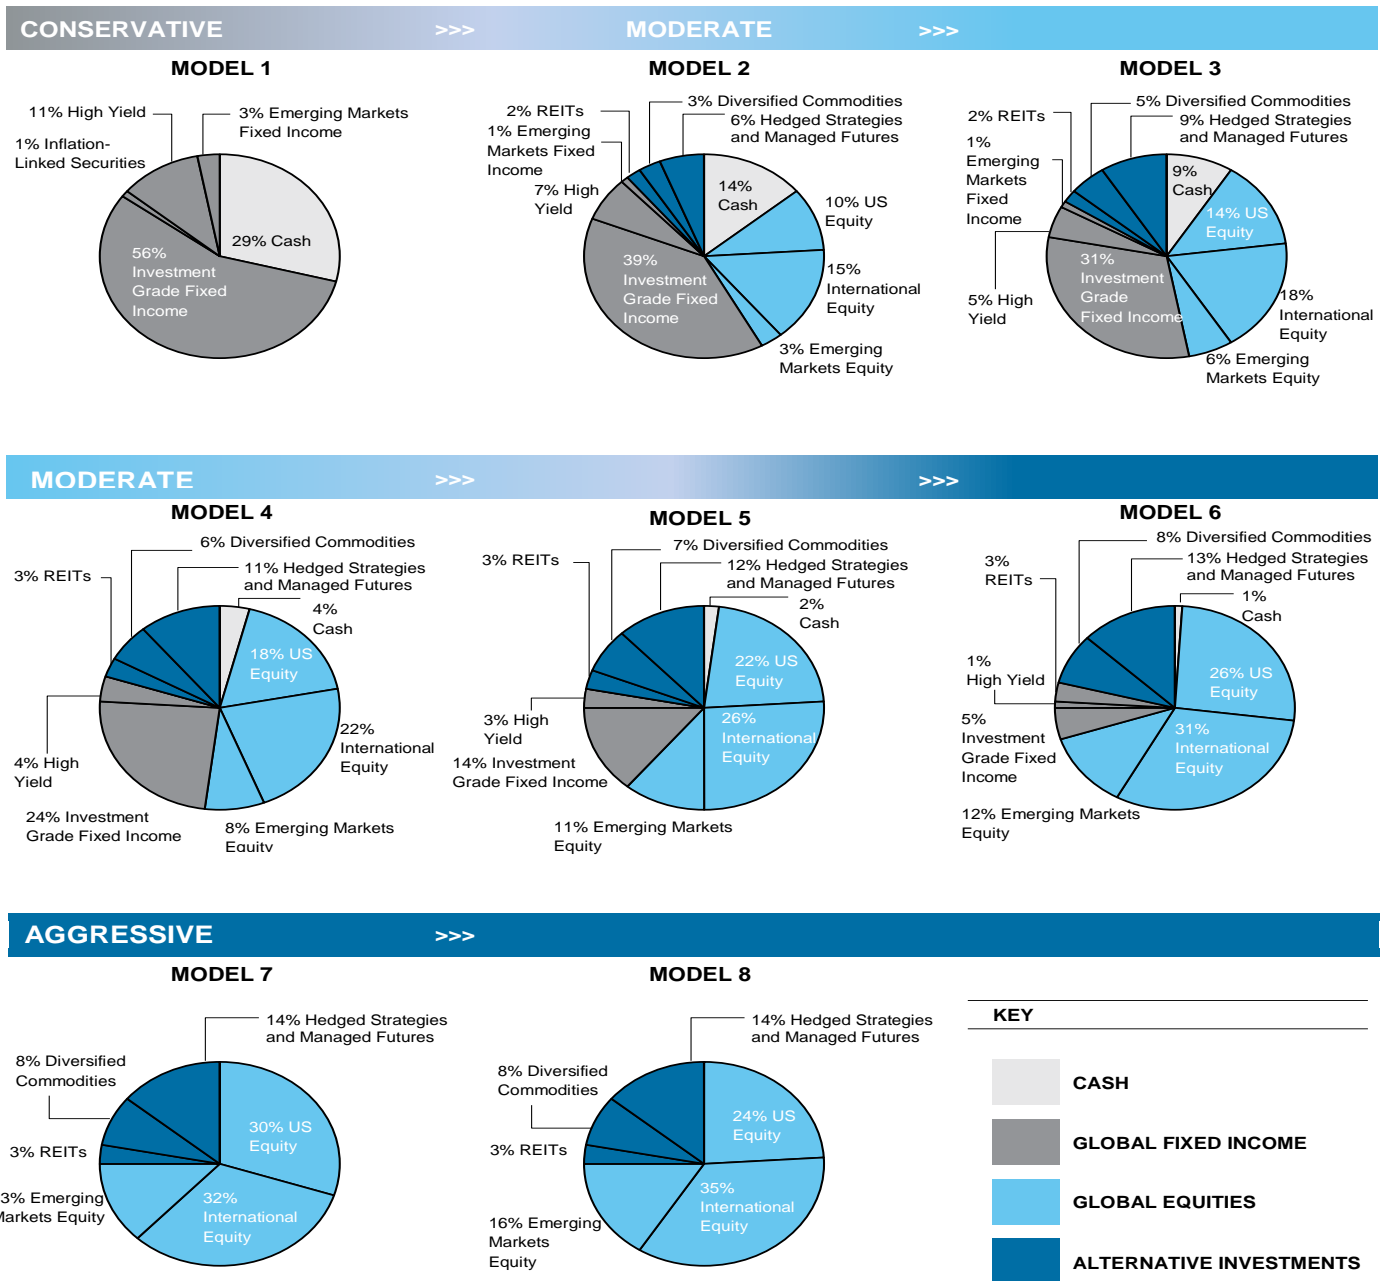 CONSERVATIVE >>> MODERATE >>>
MODEL 1
11% High Yield
3% Emerging Markets
Fixed Income
1% Inflation-
Linked Securities
29% Cash
56%
Investment
Grade Fixed
Income
MODEL 2
2% REITs
3% Diversified Commodities
6% Hedged Strategies
and Managed Futures
1% Emerging
Markets Fixed
Income
7% High
Yield
14%
Cash
10% US
Equity
39%
Investment
Grade Fixed
Income
15%
International
Equity
3% Emerging
Markets Equity
MODEL 3
2% REITs
5% Diversified Commodities
9% Hedged Strategies
and Managed Futures
1%
Emerging
Markets
Fixed
Income
9%
Cash
14% US
Equity
31%
Investment
Grade
Fixed Income
5% High
Yield
18%
International
Equity
6% Emerging
Markets Equity
MODERATE >>> >>>
MODEL 4
6% Diversified Commodities
3% REITs
11% Hedged Strategies
and Managed Futures
4%
Cash
18% US
Equity
22%
International
Equity
4% High
Yield
24% Investment
Grade Fixed Income
8% Emerging Markets
Equity
MODEL 5
7% Diversified Commodities
3% REITs
12% Hedged Strategies
and Managed Futures
2%
Cash
22% US
Equity
26%
International
Equity
3% High
Yield
14% Investment
Grade Fixed Income
11% Emerging Markets
Equity
MODEL 6
8% Diversified Commodities
3%
REITs
13% Hedged Strategies
and Managed Futures
1%
Cash
1%
High Yield
26% US
Equity
5%
Investment
Grade Fixed
Income
31%
International
Equity
12% Emerging Markets
Equity
AGGRESSIVE >>>
MODEL 7
14% Hedged Strategies
and Managed Futures
8% Diversified
Commodities
3% REITs
30% US
Equity
3% Emerging
Markets Equity
32%
International
Equity
MODEL 8
14% Hedged Strategies
and Managed Futures
8% Diversified
Commodities
3% REITs
24% US
Equity
35%
International
Equity
16% Emerging
Markets
Equity
KEY
CASH
GLOBAL FIXED INCOME
GLOBAL EQUITIES
ALTERNATIVE INVESTMENTS